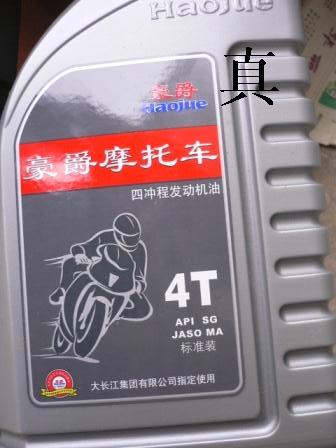 HaoJue
真
豪爵
Haojue
豪爵摩托车
四冲程发动机油
4T
API SG
JASO MA
标准装
大长江集团有限公司指定使用